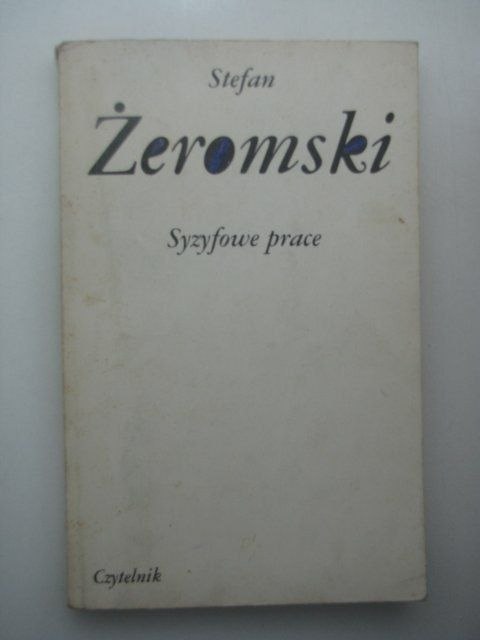 Stefan
Żeromski
Syzyfowe prace
Czytelnik